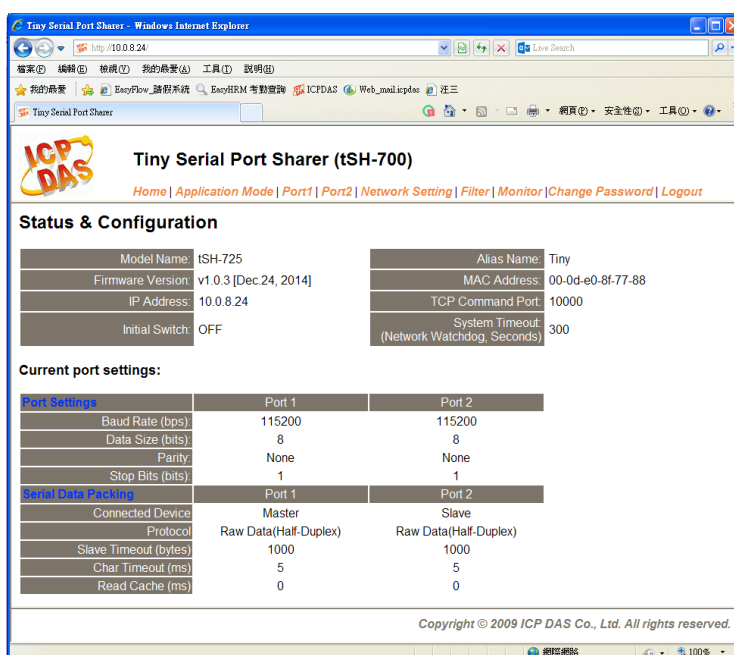 Tiny Serial Port Sharer - Windows Internet Explorer
http://10.0.8.24/
Live Search
檔案(F) 編輯(E) 檢視(V) 我的最愛(A) 工具(T) 說明(H)
我的最愛 EasyFlow_請假系統 EasyHRM 考勤查詢 ICPDAS Web_mail.icpdas 汪三
Tiny Serial Port Sharer 網頁(P) 安全性(S) 工具(O)
ICP DAS
Tiny Serial Port Sharer (tSH-700)
Home | Application Mode | Port1 | Port2 | Network Setting | Filter | Monitor |Change Password | Logout
Status & Configuration
Model Name: tSH-725 Alias Name: Tiny
Firmware Version: v1.0.3 [Dec.24, 2014] MAC Address: 00-0d-e0-8f-77-88
IP Address: 10.0.8.24 TCP Command Port: 10000
Initial Switch: OFF System Timeout: (Network Watchdog, Seconds) 300
Current port settings:
Port Settings Port 1 Port 2
Baud Rate (bps): 115200 115200
Data Size (bits): 8 8
Parity: None None
Stop Bits (bits): 1 1
Serial Data Packing Port 1 Port 2
Connected Device Master Slave
Protocol Raw Data(Half-Duplex) Raw Data(Half-Duplex)
Slave Timeout (bytes) 1000 1000
Char Timeout (ms) 5 5
Read Cache (ms) 0 0
Copyright © 2009 ICP DAS Co., Ltd. All rights reserved.
網際網路 100%